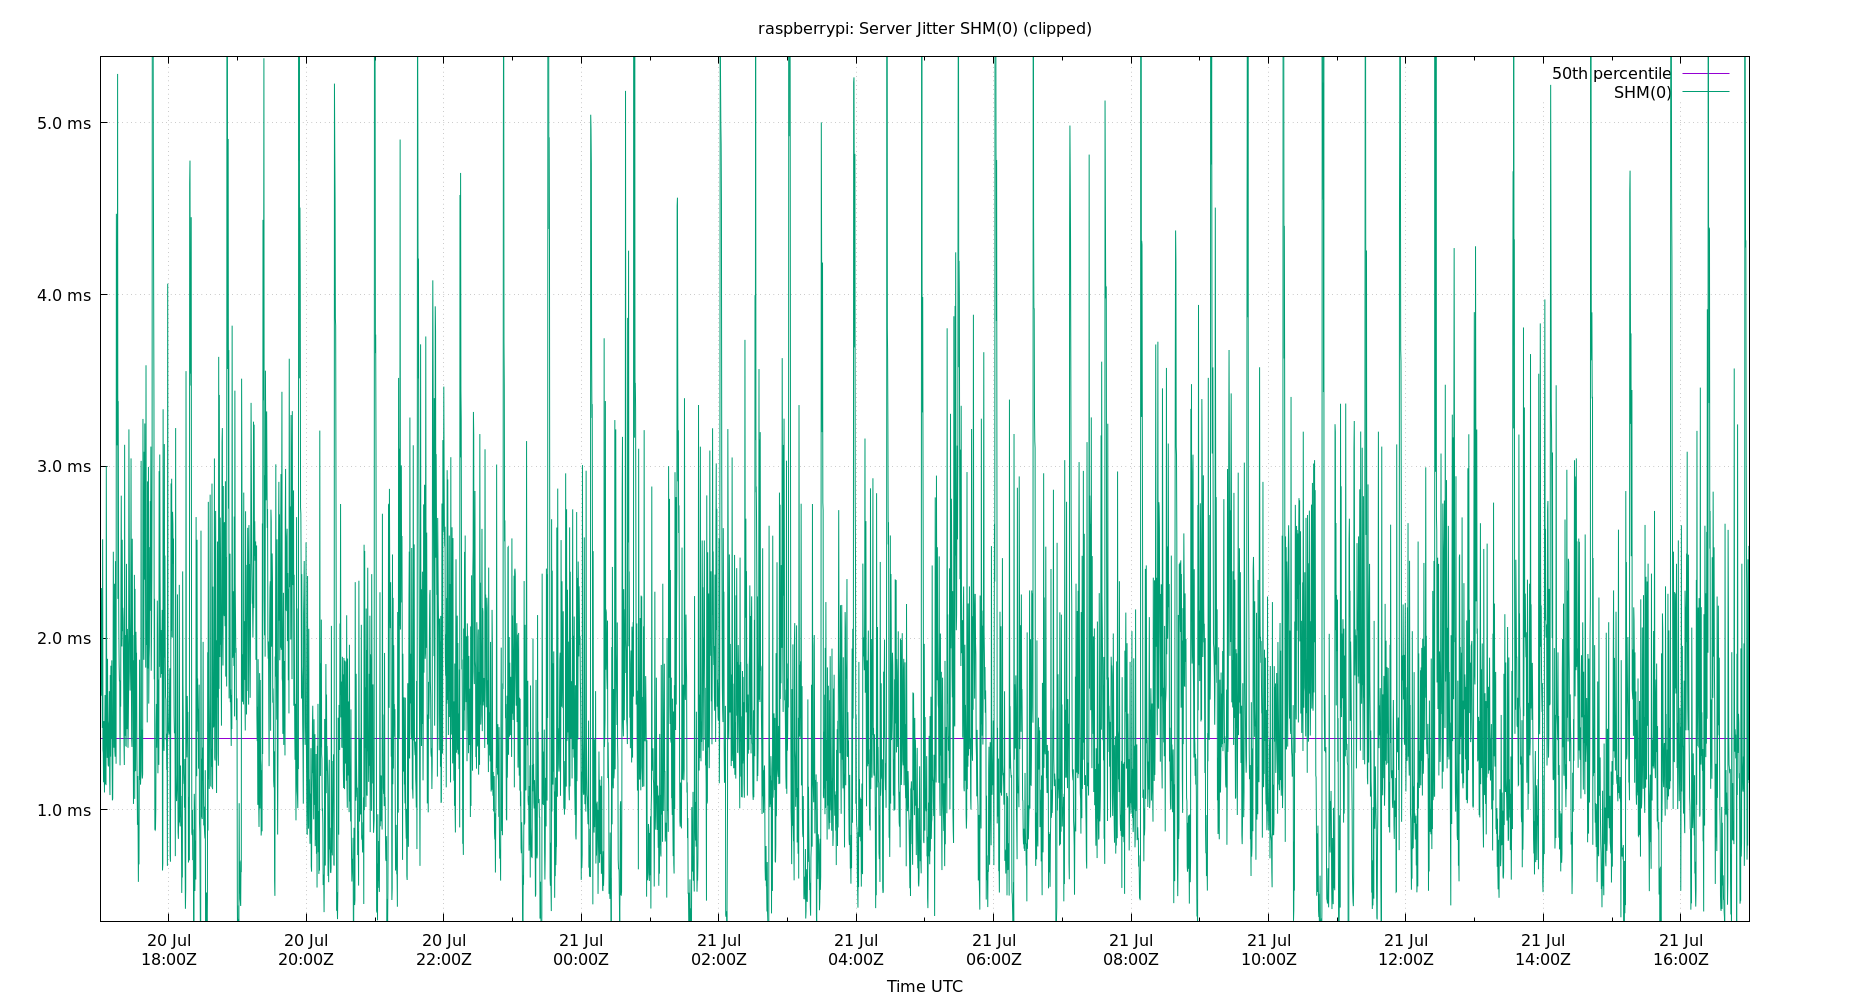 raspberrypi: Server Jitter SHM(0) (clipped)
50th percentile
SHM(0)
5.0 ms
4.0 ms
3.0 ms
2.0 ms
1.0 ms
20 Jul 20 Jul 20 Jul 21 Jul 21 Jul 21 Jul 21 Jul 21 Jul 21 Jul 21 Jul 21 Jul 21 Jul
18:00Z 20:00Z 22:00Z 00:00Z 02:00Z 04:00Z 06:00Z 08:00Z 10:00Z 12:00Z 14:00Z 16:00Z
Time UTC